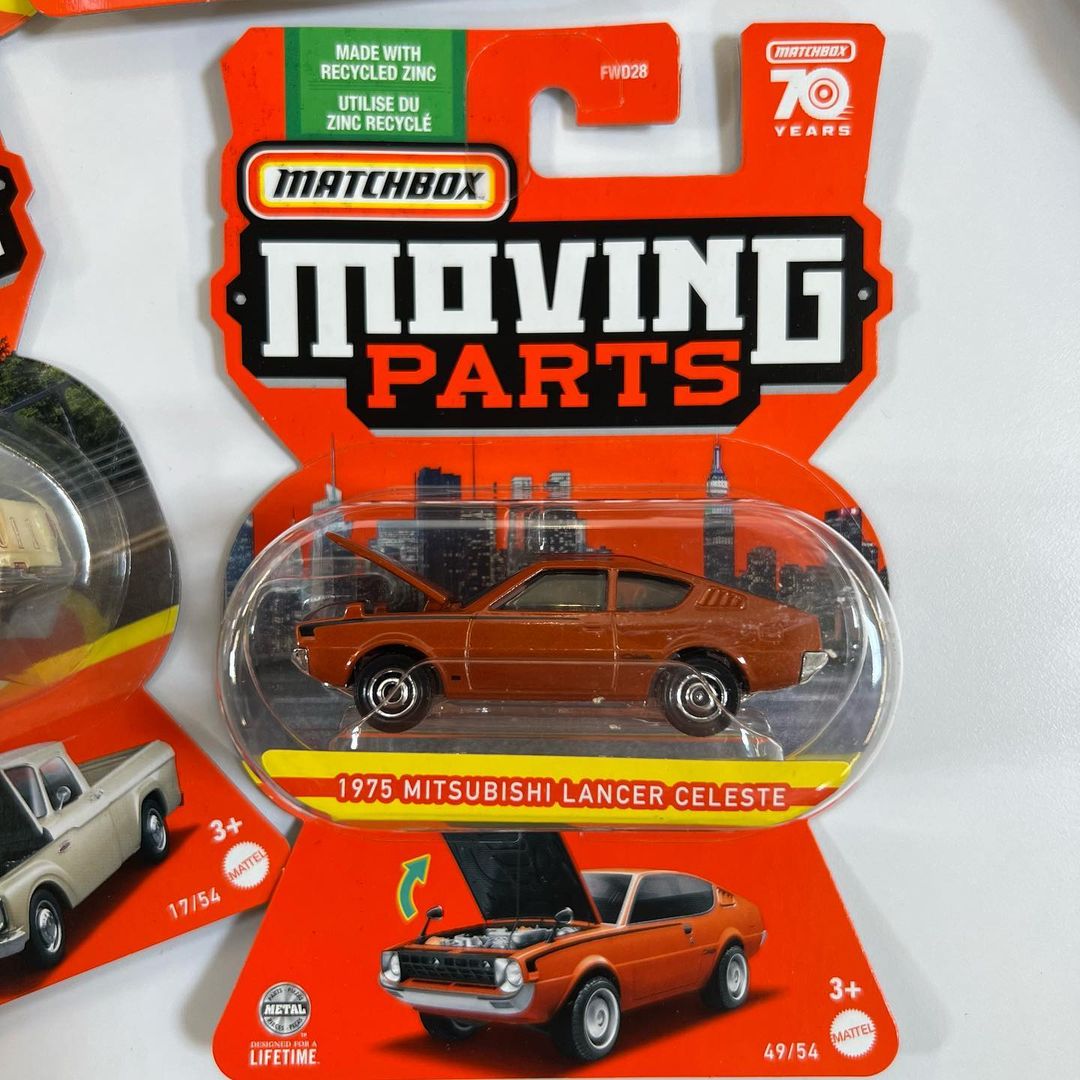 MADE WITH
RECYCLED ZINC
UTILISE DU
ZINC RECYCLÉ
FWD28
MATCHBOX
70
YEARS
MATCHBOX
MOVING
PARTS
1975 MITSUBISHI LANCER CELESTE
3+
MATTEL
17/54
METAL
DESIGNED FOR A
LIFETIME
TM
3+
MATTEL
49/54